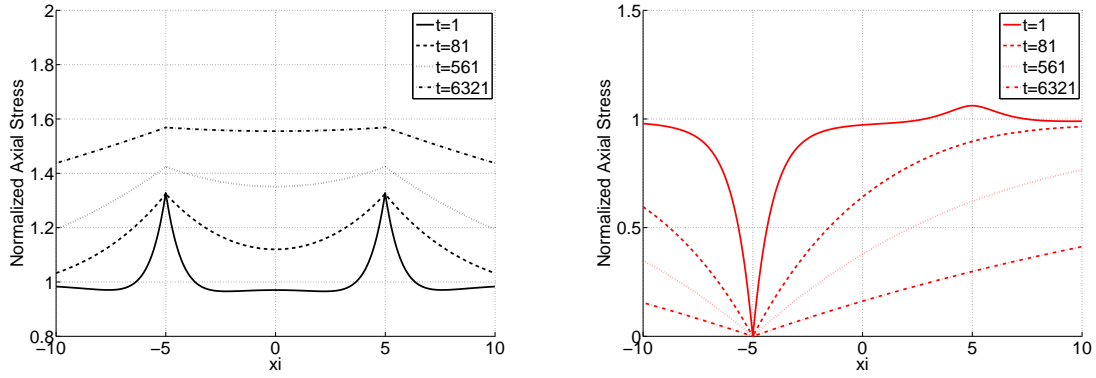 Normalized Axial Stress
2
1.8
1.6
1.4
1.2
1
0.8
−10
−5
0
5
10
xi
t=1
t=81
t=561
t=6321
Normalized Axial Stress
1.5
1
0.5
0
−10
−5
0
5
10
xi
t=1
t=81
t=561
t=6321